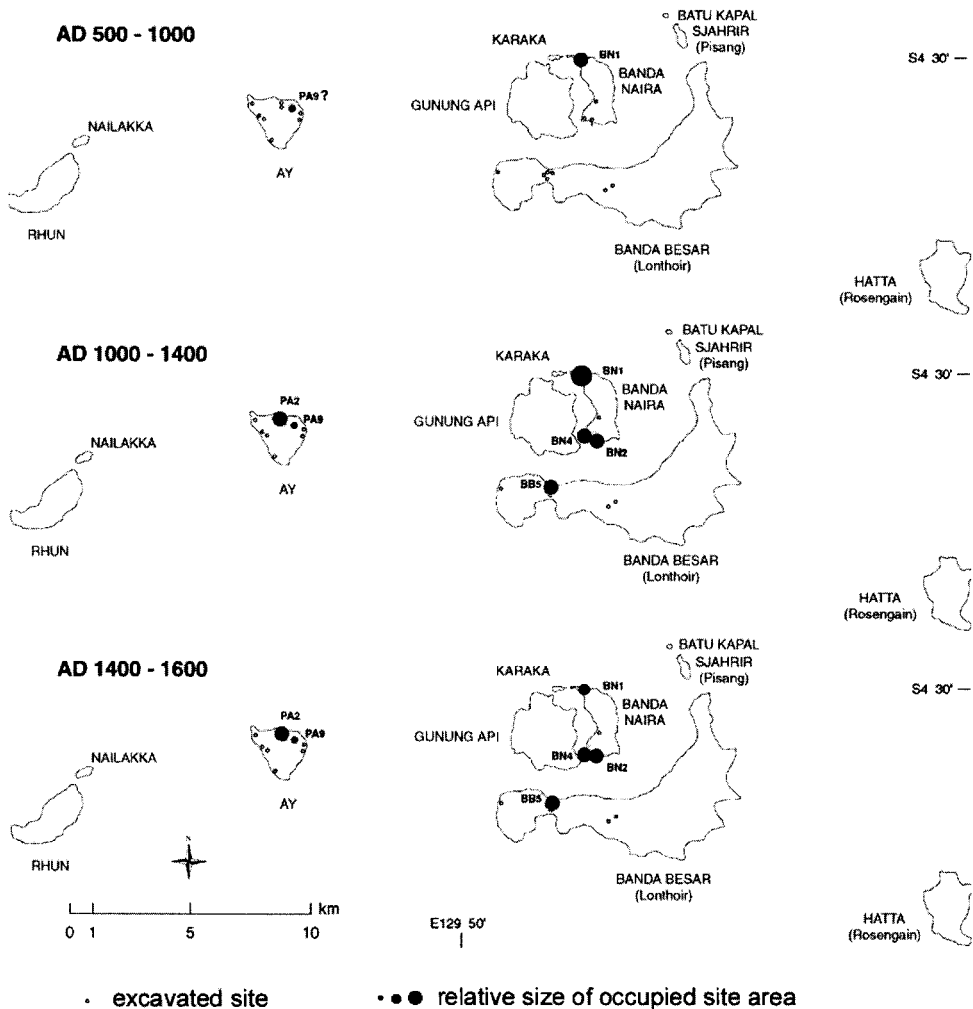 AD 500 - 1000
BATU KAPAL
SJAHRIR
(Pisang)
KARAKA
BN1
BANDA
NAIRA
S4 30' —
GUNUNG API
PA9?
NAILAKKA
AY
RHUN
BANDA BESAR
(Lonthoir)
HATTA
(Rosengain)
AD 1000 - 1400
BATU KAPAL
SJAHRIR
(Pisang)
KARAKA
BN1
BANDA
NAIRA
S4 30' —
GUNUNG API
PA2
PA9
BN4
BN2
NAILAKKA
BB5
AY
RHUN
BANDA BESAR
(Lonthoir)
HATTA
(Rosengain)
AD 1400 - 1600
BATU KAPAL
SJAHRIR
(Pisang)
KARAKA
BN1
BANDA
NAIRA
S4 30' —
GUNUNG API
PA2
PA9
BN4
BN2
NAILAKKA
BB5
AY
RHUN
N
BANDA BESAR
(Lonthoir)
HATTA
(Rosengain)
km
0 1 5 10
E129 50'
excavated site
relative size of occupied site area